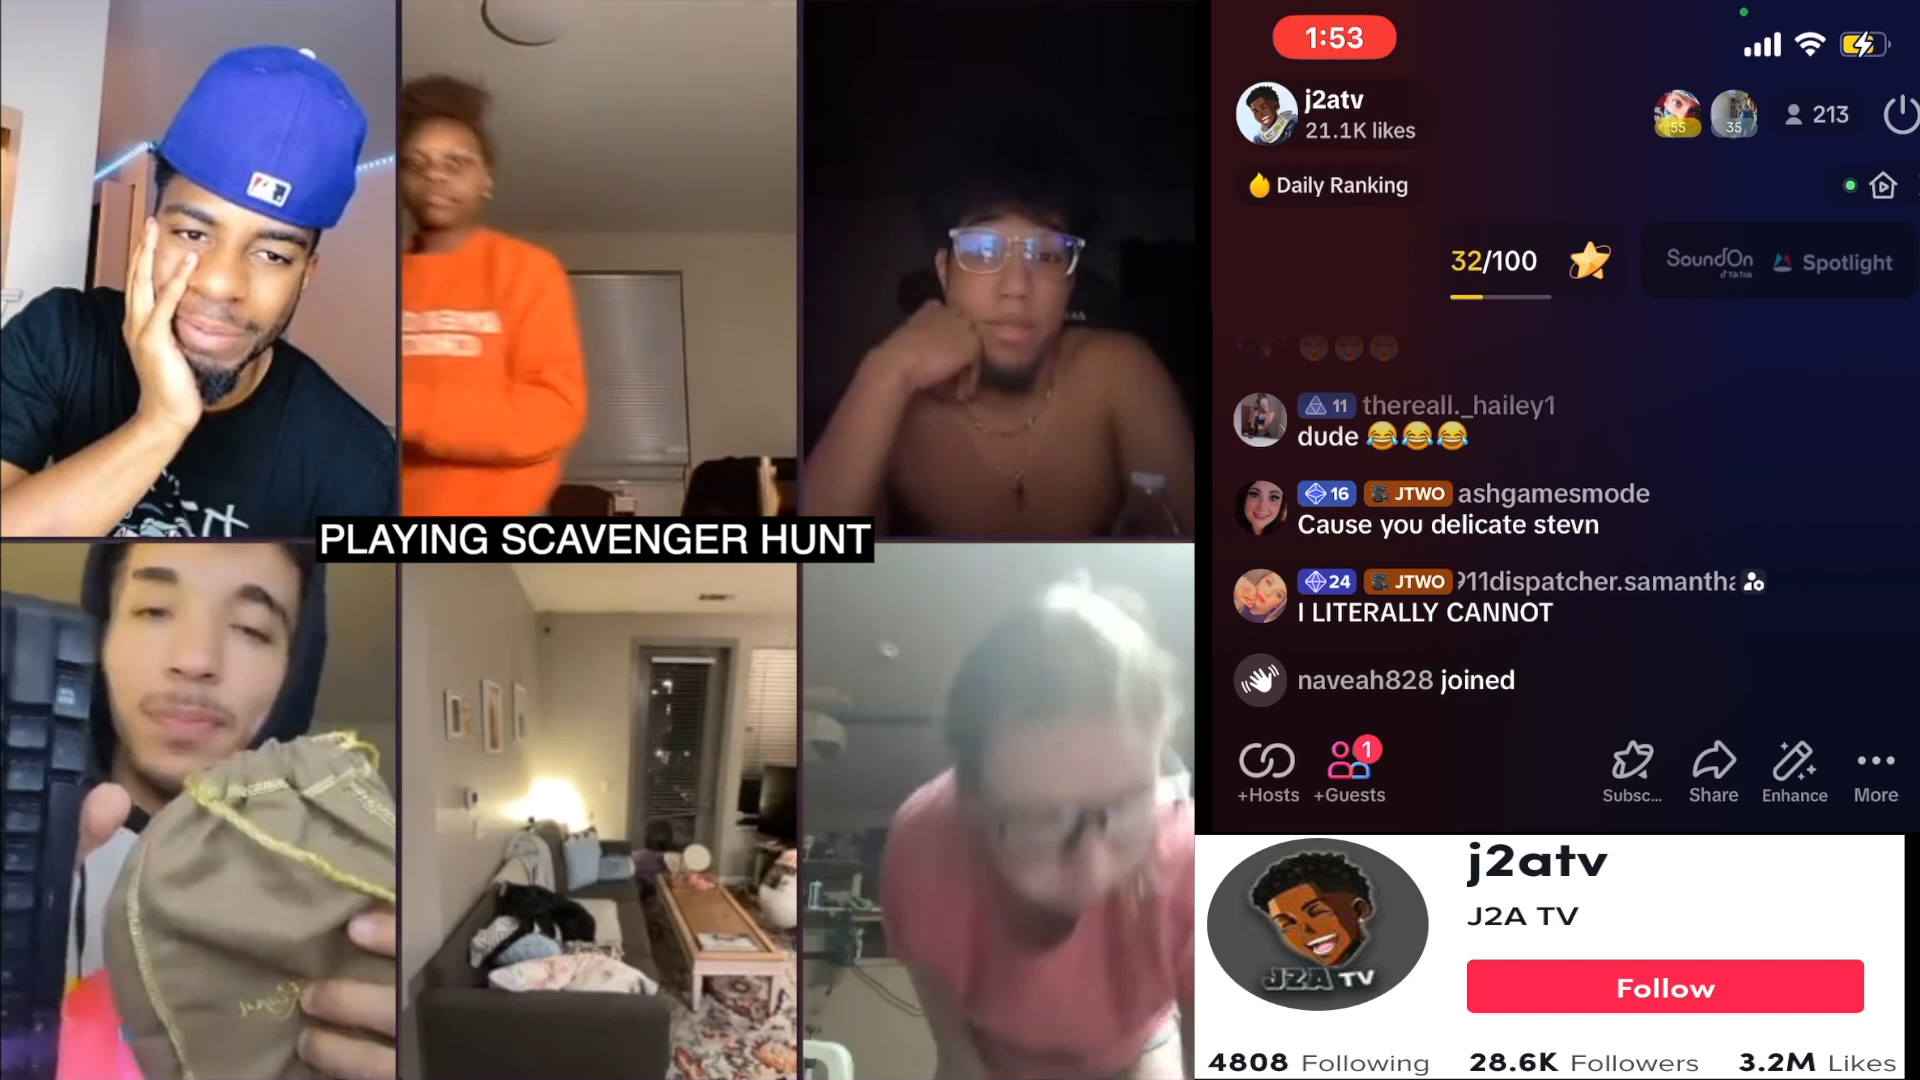 PLAYING SCAVENGER HUNT
1:53
j2atv
21.1K likes
55
35
213
Daily Ranking
32/100
SoundOn
TikTok
Spotlight
11 thereall._hailey1
dude 😂😂😂
16 JTWO ashgamesmode
Cause you delicate stevn
24 JTWO 911dispatcher.samantha
I LITERALLY CANNOT
naveah828 joined
1
+Hosts
+Guests
Subsc...
Share
Enhance
More
J2A TV
j2atv
J2A TV
Follow
4808 Following
28.6K Followers
3.2M Likes